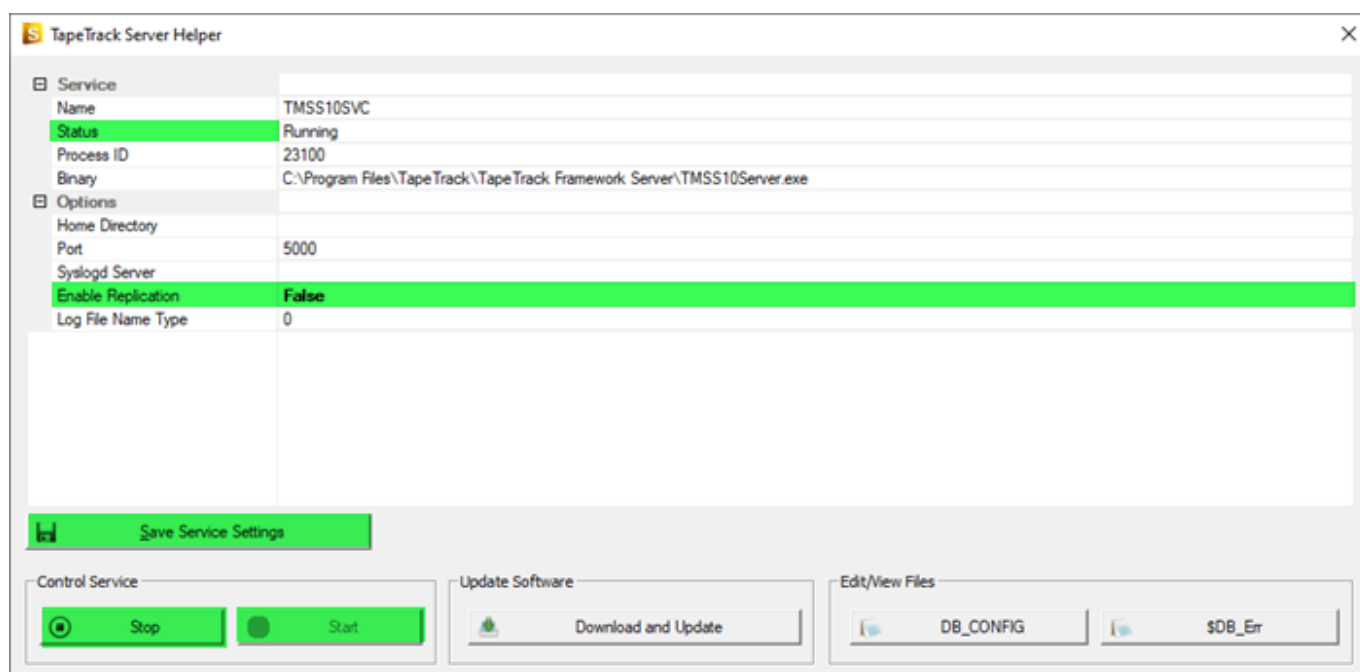 TapeTrack Server Helper
Service
Name TMSS10SVC
Status Running
Process ID 23100
Binary C:\Program Files\TapeTrack\TapeTrack Framework Server\TMSS10Server.exe
Options
Home Directory
Port 5000
Syslogd Server
Enable Replication False
Log File Name Type 0
Save Service Settings
Control Service Update Software Edit/View Files
Stop Start Download and Update DB_CONFIG $DB_Err